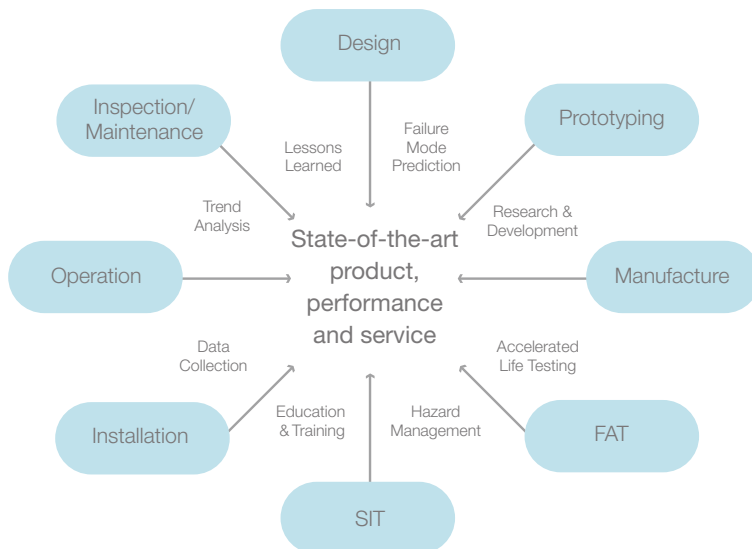 Design
Inspection/
Maintenance
Prototyping
Lessons
Learned
Failure
Mode
Prediction
Trend
Analysis
Research &
Development
State-of-the-art
product,
performance
and service
Operation
Manufacture
Data
Collection
Accelerated
Life Testing
Education
& Training
Hazard
Management
Installation
FAT
SIT